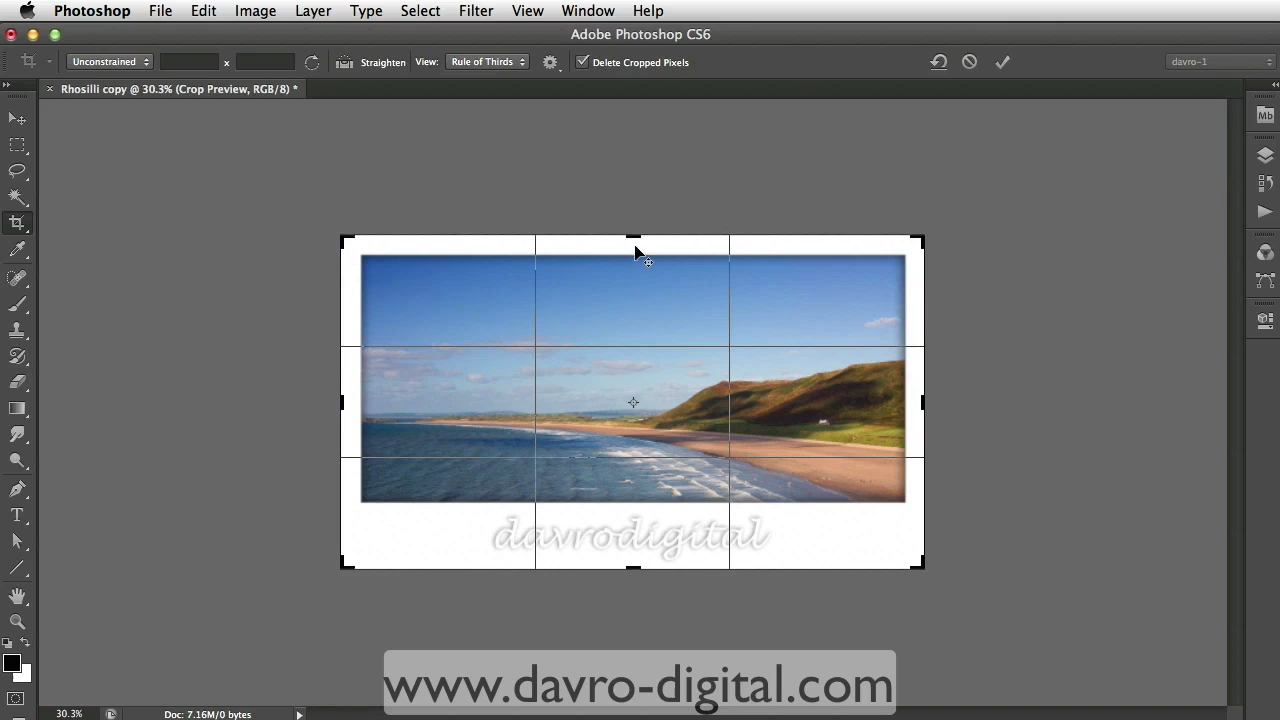 Photoshop File Edit Image Layer Type Select Filter View Window Help
Adobe Photoshop CS6
Unconstrained x Straighten View: Rule of Thirds Delete Cropped Pixels davro-1
Rhosilli copy @ 30.3% (Crop Preview, RGB/8) *
Mb
davrodigital
www.davro-digital.com
30.3% Doc: 7.16M/0 bytes